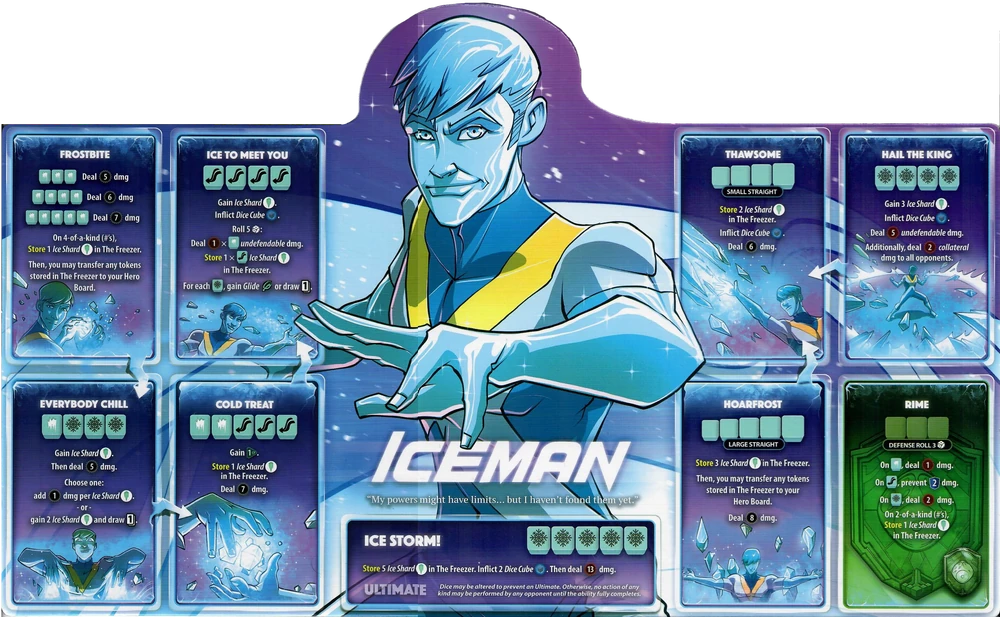 FROSTBITE
Deal 5 dmg
Deal 6 dmg
Deal 7 dmg
On 4-of-a-kind (#'s),
Store 1 Ice Shard in The Freezer.
Then, you may transfer any tokens
stored in The Freezer to your Hero
Board.
ICE TO MEET YOU
Gain Ice Shard.
Inflict Dice Cube.
Roll 5:
Deal 1 × undefendable dmg.
Store 1 × Ice Shard
in The Freezer.
For each, gain Glide or draw 1.
THAWSOME
SMALL STRAIGHT
Store 2 Ice Shard
in The Freezer.
Inflict Dice Cube.
Deal 6 dmg.
HAIL THE KING
Gain 3 Ice Shard.
Inflict Dice Cube.
Deal 5 undefendable dmg.
Additionally, deal 2 collateral
dmg to all opponents.
EVERYBODY CHILL
Gain Ice Shard.
Then deal 5 dmg.
Choose one:
add 1 dmg per Ice Shard.
- or -
gain 2 Ice Shard and draw 1.
COLD TREAT
Gain 1.
Store 1 Ice Shard
in The Freezer.
Deal 7 dmg.
ICEMAN
"My powers might have limits... but I haven't found them yet."
ICE STORM!
Store 5 Ice Shard in The Freezer. Inflict 2 Dice Cube. Then deal 13 dmg.
ULTIMATE
Dice may be altered to prevent an Ultimate. Otherwise, no action of
any kind may be performed by any opponent until the ability fully completes.
HOARFROST
LARGE STRAIGHT
Store 3 Ice Shard in The Freezer.
Then, you may transfer any tokens
stored in The Freezer to your
Hero Board.
Deal 8 dmg.
RIME
DEFENSE ROLL 3
On, deal 1 dmg.
On, prevent 2 dmg.
On, deal 2 dmg.
On 2-of-a-kind (#'s),
Store 1 Ice Shard
in The Freezer.